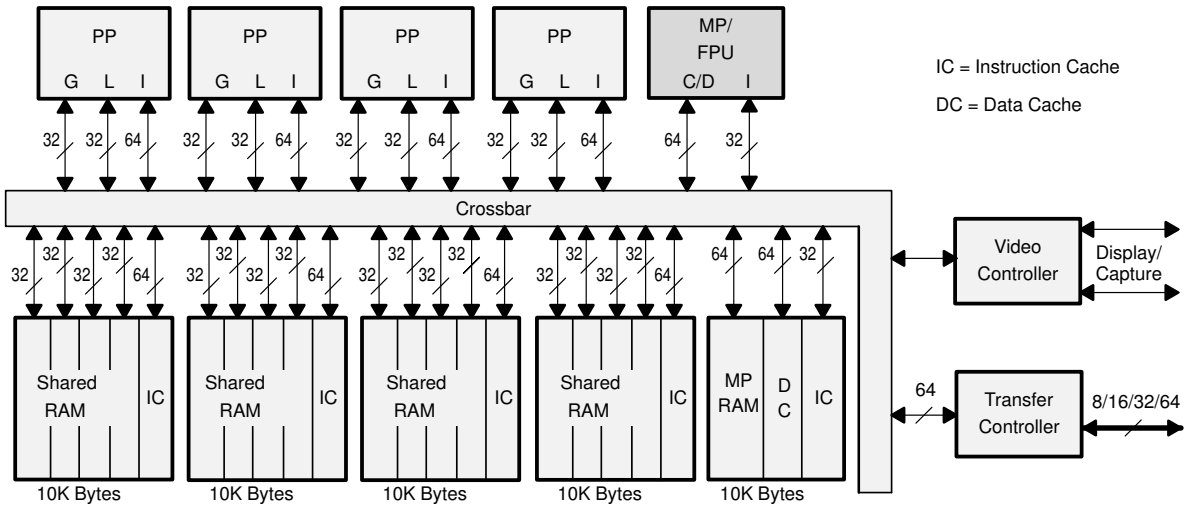 PP PP PP PP MP/
FPU
G L I G L I G L I G L I C/D I
IC = Instruction Cache
DC = Data Cache
32 32 64 32 32 64 32 32 64 32 32 64 64 32
Crossbar
32 32 32 32 64 32 32 32 32 64 32 32 32 32 64 32 32 32 32 64 64 64 32
Video
Controller
Display/
Capture
Shared
RAM
IC
Shared
RAM
IC
Shared
RAM
IC
Shared
RAM
IC
MP
RAM
D
C
IC
64
Transfer
Controller
8/16/32/64
10K Bytes 10K Bytes 10K Bytes 10K Bytes 10K Bytes